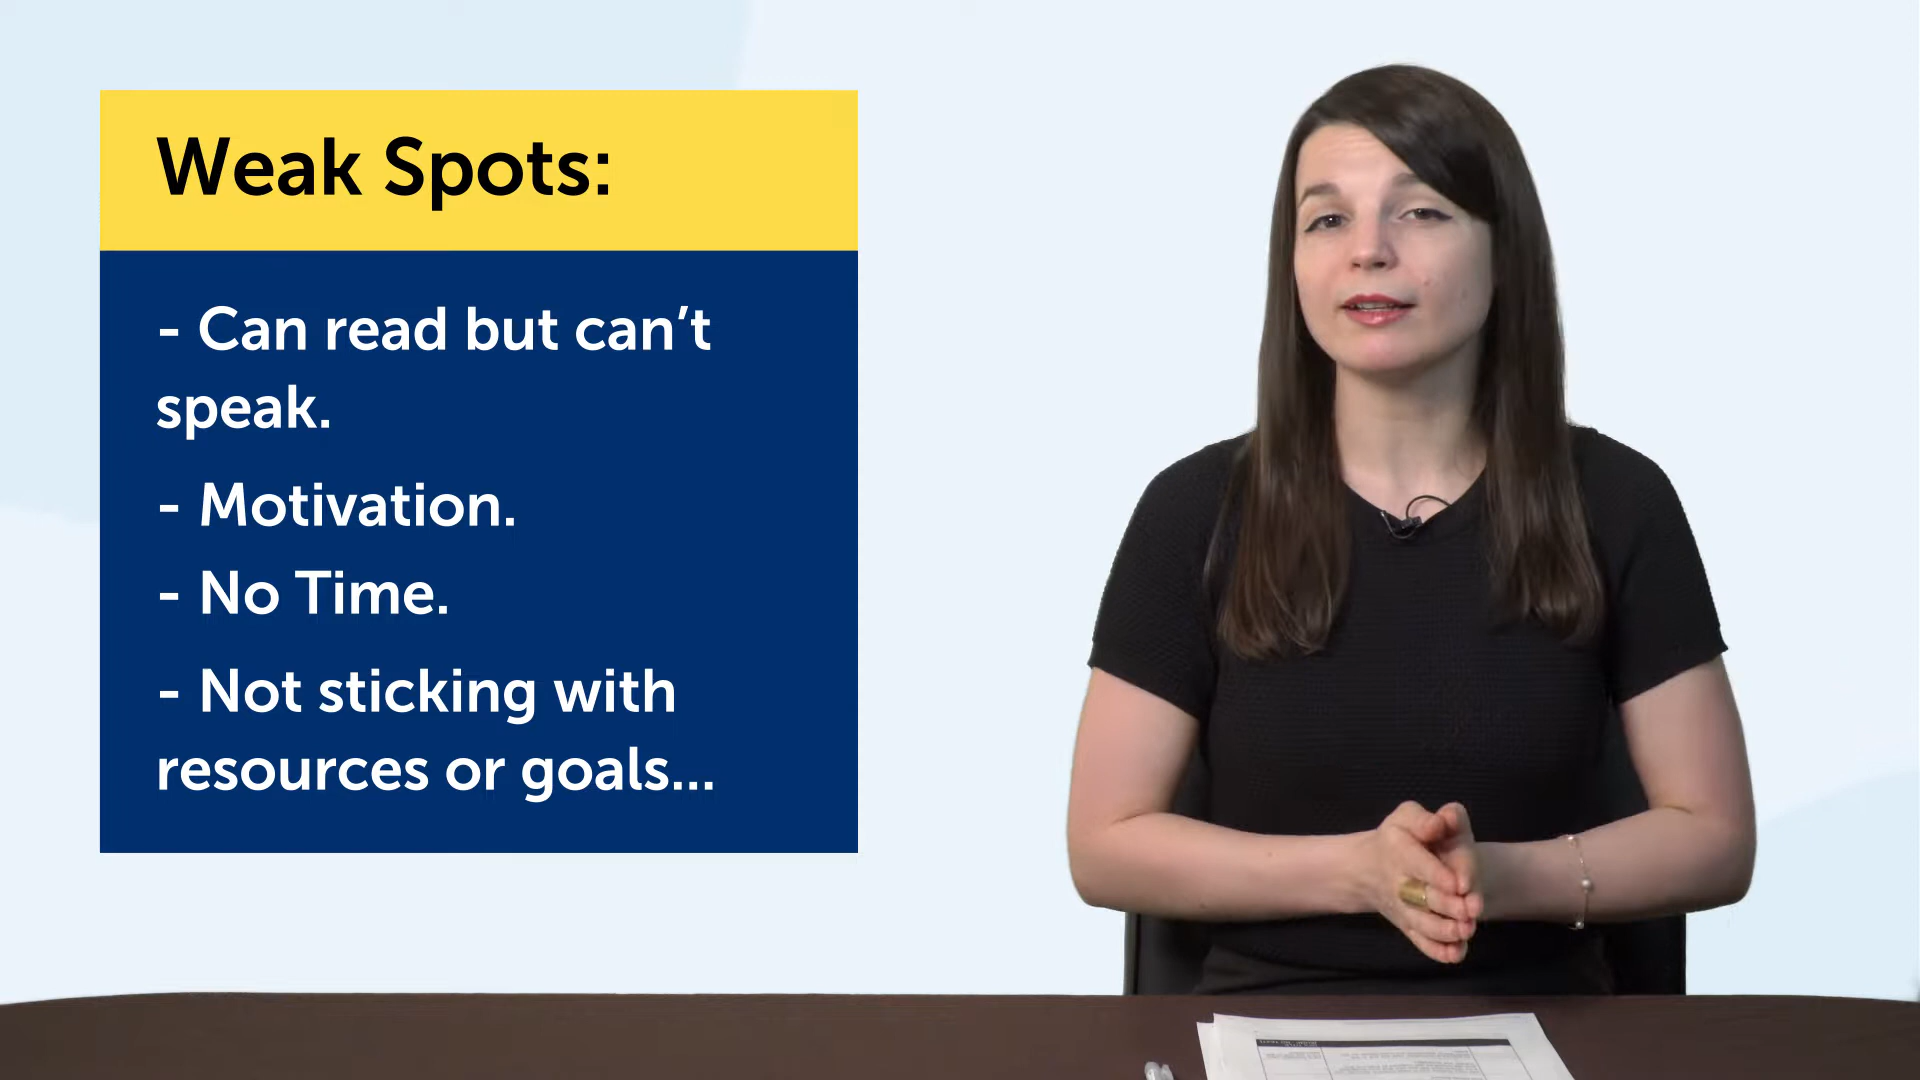 Weak Spots:
- Can read but can’t
speak.
- Motivation.
- No Time.
- Not sticking with
resources or goals...